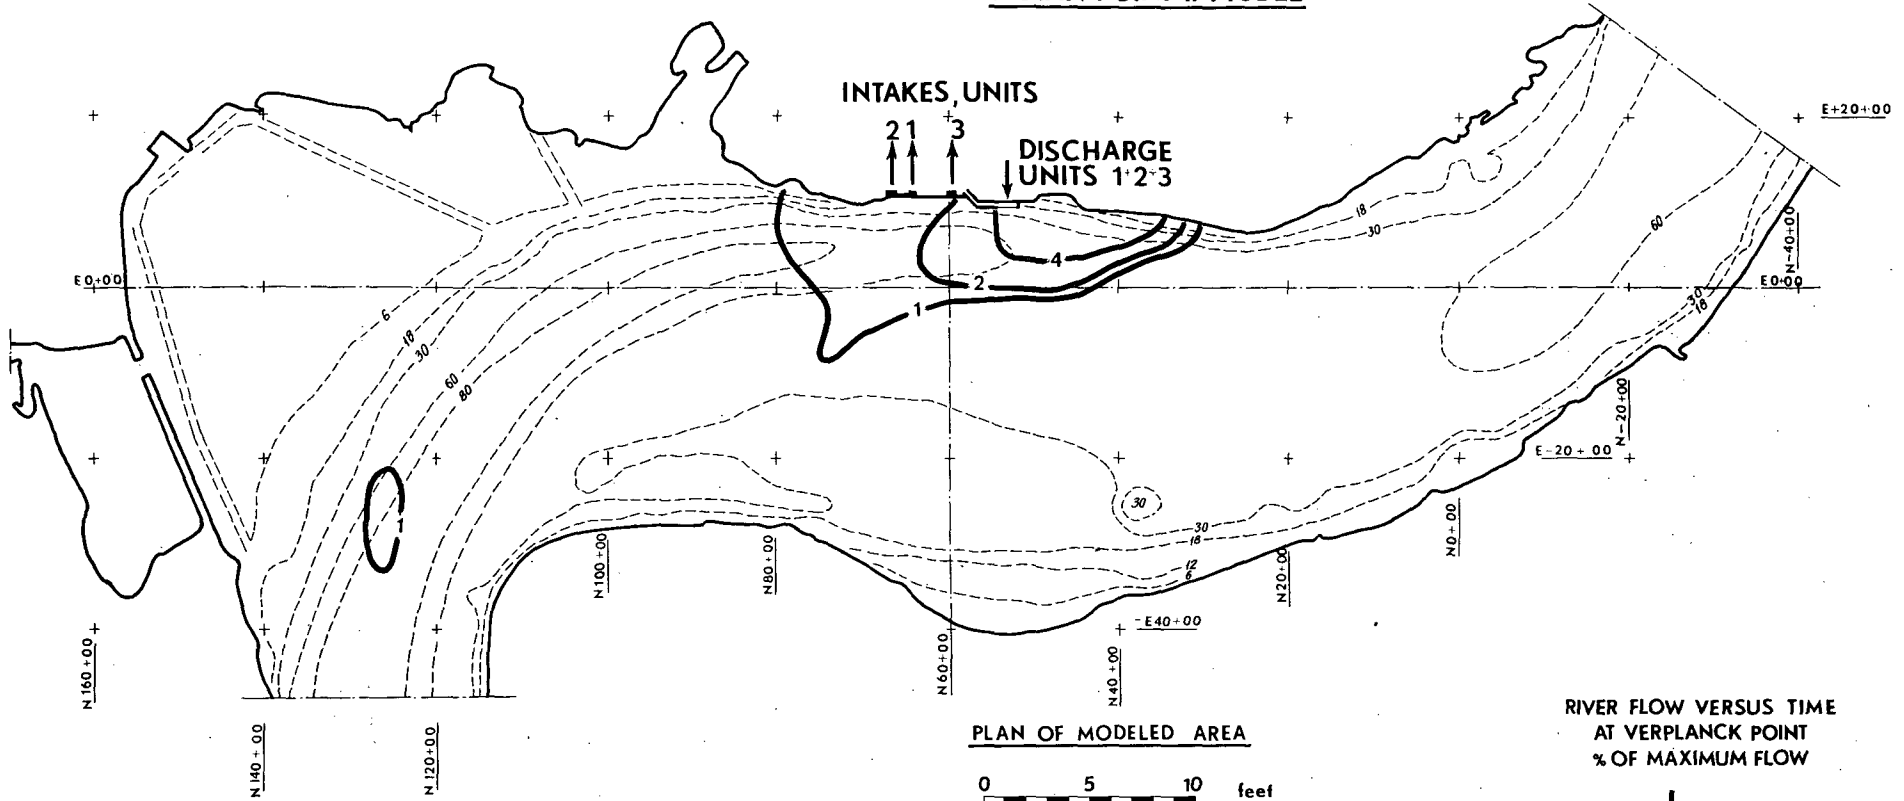 INTAKES, UNITS
2 1 3
DISCHARGE
UNITS 1+2+3
E+20+00
18
30
60
N-40+00
4
2
1
E0+00
E0+00
6
18
30
60
80
30
18
N-20+00
E-20+00
1
30
30
18
12
6
N0+00
N20+00
N100+00
N80+00
-E40+00
N60+00
N40+00
N160+00
N140+00
N120+00
PLAN OF MODELED AREA
0 5 10 feet
RIVER FLOW VERSUS TIME
AT VERPLANCK POINT
% OF MAXIMUM FLOW